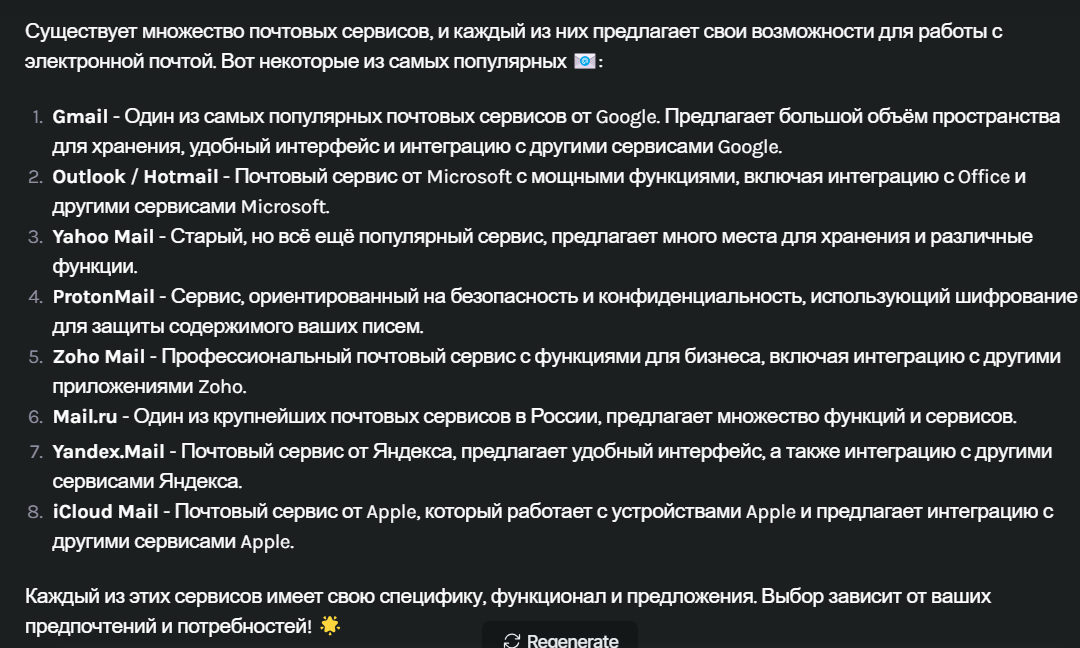 Существует множество почтовых сервисов, и каждый из них предлагает свои возможности для работы с
электронной почтой. Вот некоторые из самых популярных 📧:
1. Gmail - Один из самых популярных почтовых сервисов от Google. Предлагает большой объём пространства
для хранения, удобный интерфейс и интеграцию с другими сервисами Google.
2. Outlook / Hotmail - Почтовый сервис от Microsoft с мощными функциями, включая интеграцию с Office и
другими сервисами Microsoft.
3. Yahoo Mail - Старый, но всё ещё популярный сервис, предлагает много места для хранения и различные
функции.
4. ProtonMail - Сервис, ориентированный на безопасность и конфиденциальность, использующий шифрование
для защиты содержимого ваших писем.
5. Zoho Mail - Профессиональный почтовый сервис с функциями для бизнеса, включая интеграцию с другими
приложениями Zoho.
6. Mail.ru - Один из крупнейших почтовых сервисов в России, предлагает множество функций и сервисов.
7. Yandex.Mail - Почтовый сервис от Яндекса, предлагает удобный интерфейс, а также интеграцию с другими
сервисами Яндекса.
8. iCloud Mail - Почтовый сервис от Apple, который работает с устройствами Apple и предлагает интеграцию с
другими сервисами Apple.
Каждый из этих сервисов имеет свою специфику, функционал и предложения. Выбор зависит от ваших
предпочтений и потребностей! 🌟
Regenerate